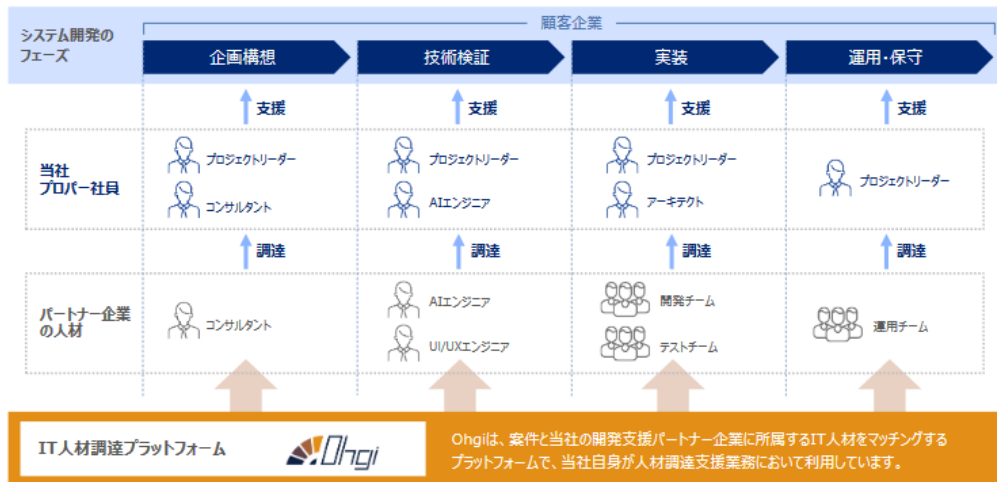 顧客企業
システム開発の
フェーズ
企画構想
技術検証
実装
運用・保守
支援
支援
支援
支援
当社
プロパー社員
プロジェクトリーダー
コンサルタント
プロジェクトリーダー
AIエンジニア
プロジェクトリーダー
アーキテクト
プロジェクトリーダー
調達
調達
調達
調達
パートナー企業
の人材
コンサルタント
AIエンジニア
UI/UXエンジニア
開発チーム
テストチーム
運用チーム
IT人材調達プラットフォーム
Ohgi
Ohgiは、案件と当社の開発支援パートナー企業に所属するIT人材をマッチングする
プラットフォームで、当社自身が人材調達支援業務において利用しています。